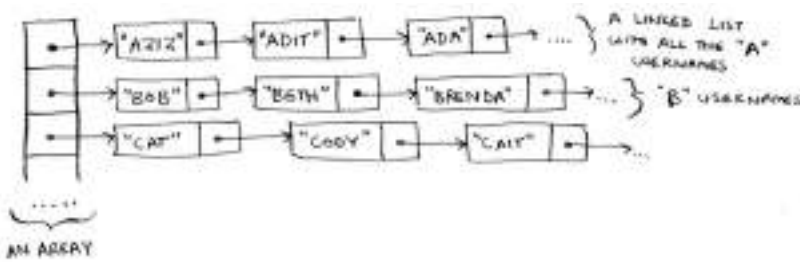 "AZIZ" "ADIT" "ADA" ....
A LINKED LIST
WITH ALL THE "A"
USERNAMES
"BOB" "BETH" "BRENDA" ...
"B" USERNAMES
"CAT" "CODY" "CAIT" ...
.....
AN ARRAY